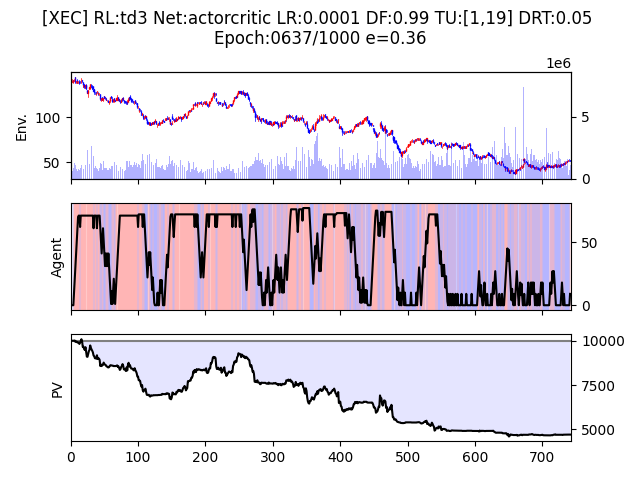 [XEC] RL:td3 Net:actorcritic LR:0.0001 DF:0.99 TU:[1,19] DRT:0.05
Epoch:0637/1000 e=0.36
1e6
Env.
100
50
5
0
Agent
50
0
PV
10000
7500
5000
0 100 200 300 400 500 600 700